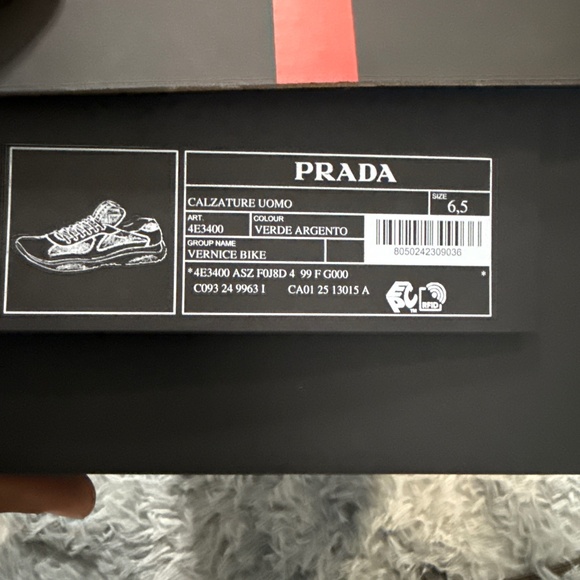 PRADA
CALZATURE UOMO
SIZE
6,5
ART.
4E3400
COLOUR
VERDE ARGENTO
GROUP NAME
VERNICE BIKE
8050242309036
*4E3400 ASZ F0J8D 4 99 F G000 *
C093 24 9963 I CA01 25 13015 A
RFID